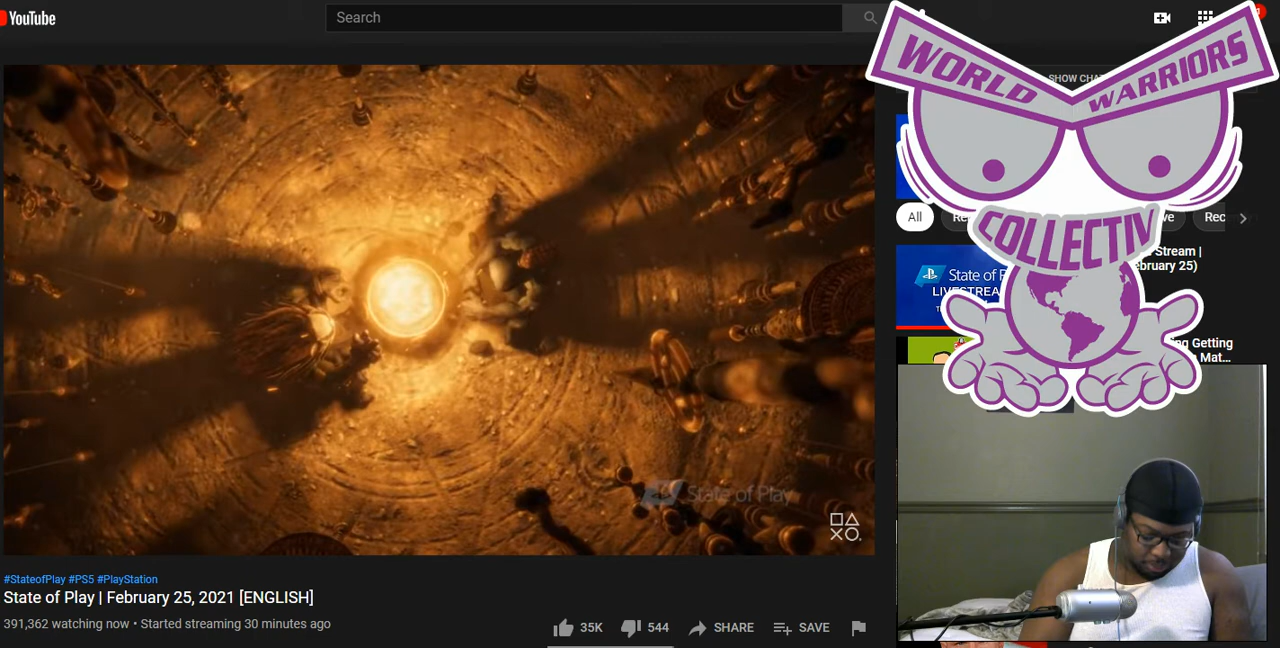 YouTube
Search
WORLD WARRIORS
COLLECTIV
SHOW CHAT
All
Rec
State of
LIVESTREA
Stream |
ebruary 25)
ng Getting
Mat...
State of Play
#StateofPlay #PS5 #PlayStation
State of Play | February 25, 2021 [ENGLISH]
391,362 watching now • Started streaming 30 minutes ago
35K
544
SHARE
SAVE